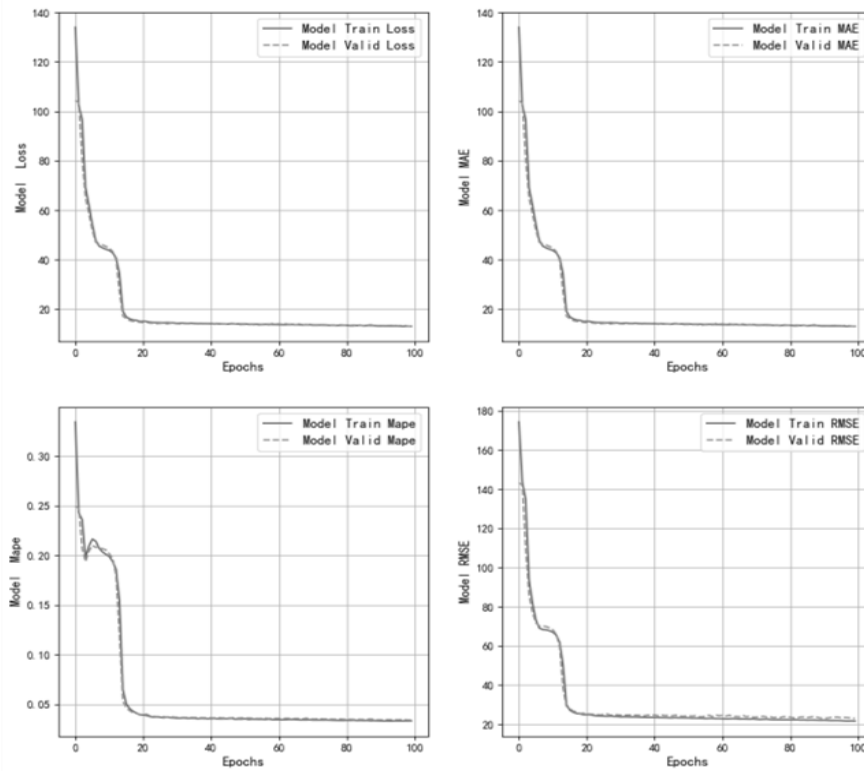 Model Train Loss
Model Valid Loss
Model Loss
140
120
100
80
60
40
20
0 20 40 60 80 100
Epochs
Model Train MAE
Model Valid MAE
Model MAE
140
120
100
80
60
40
20
0 20 40 60 80 100
Epochs
Model Train Mape
Model Valid Mape
Model Mape
0.30
0.25
0.20
0.15
0.10
0.05
0 20 40 60 80 100
Epochs
Model Train RMSE
Model Valid RMSE
Model RMSE
180
160
140
120
100
80
60
40
20
0 20 40 60 80 100
Epochs